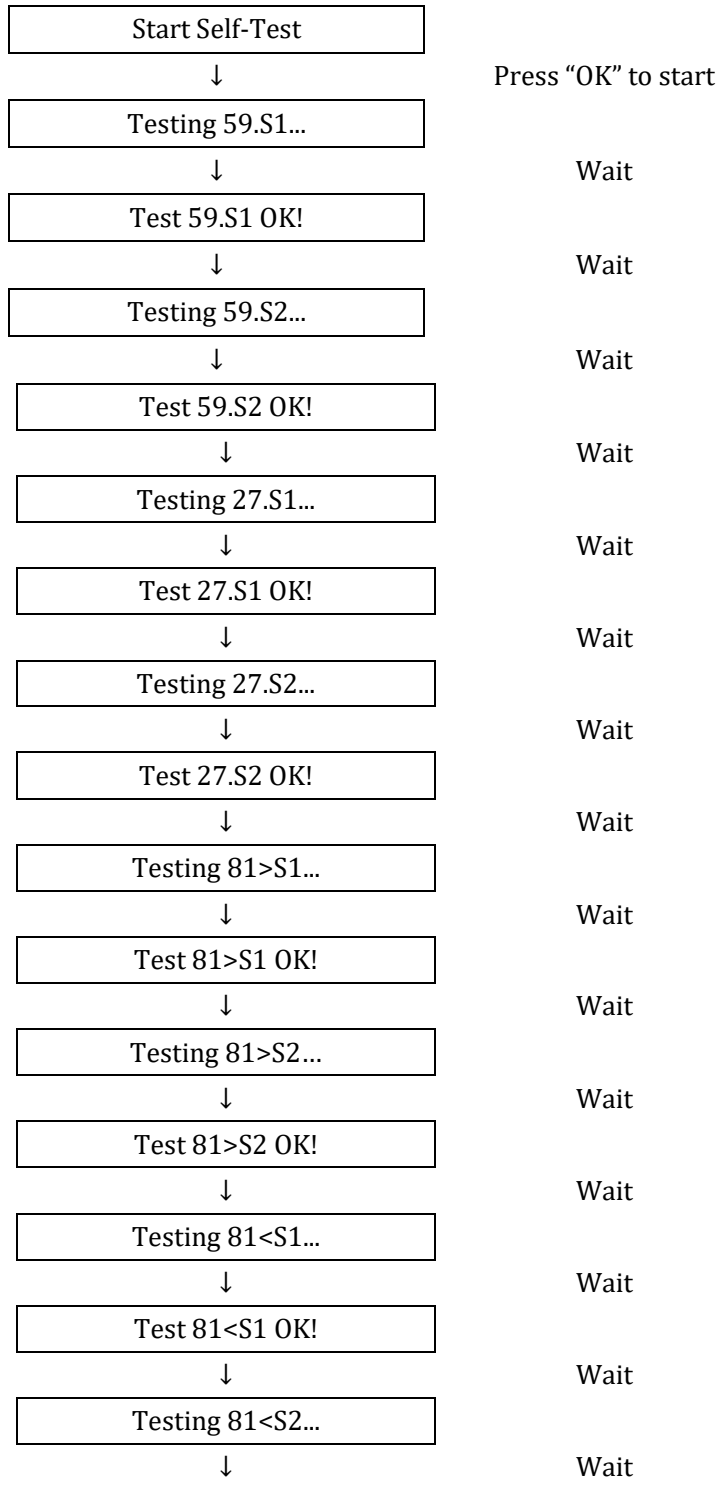 Start Self-Test
↓ Press “OK” to start
Testing 59.S1...
↓ Wait
Test 59.S1 OK!
↓ Wait
Testing 59.S2...
↓ Wait
Test 59.S2 OK!
↓ Wait
Testing 27.S1...
↓ Wait
Test 27.S1 OK!
↓ Wait
Testing 27.S2...
↓ Wait
Test 27.S2 OK!
↓ Wait
Testing 81>S1...
↓ Wait
Test 81>S1 OK!
↓ Wait
Testing 81>S2...
↓ Wait
Test 81>S2 OK!
↓ Wait
Testing 81<S1...
↓ Wait
Test 81<S1 OK!
↓ Wait
Testing 81<S2...
↓ Wait